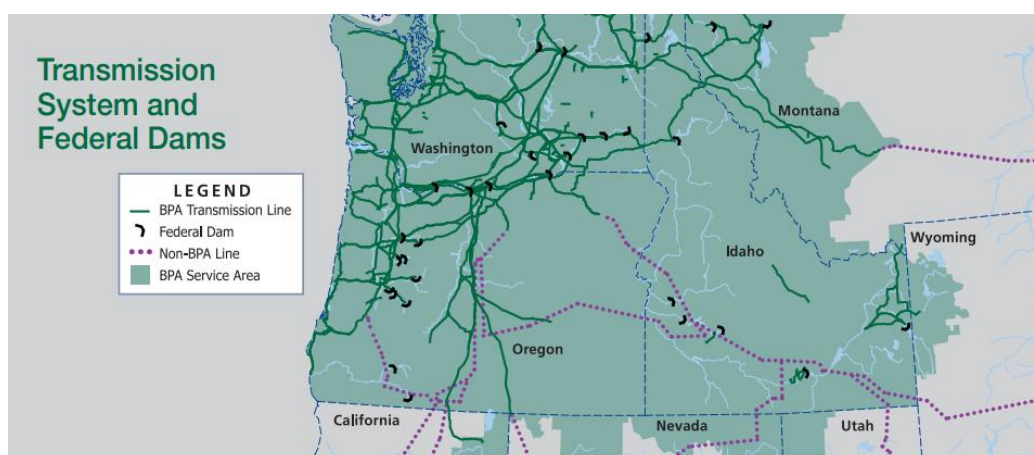 Transmission
System and
Federal Dams
LEGEND
BPA Transmission Line
Federal Dam
Non-BPA Line
BPA Service Area
Washington
Montana
Idaho
Wyoming
Oregon
California
Nevada
Utah